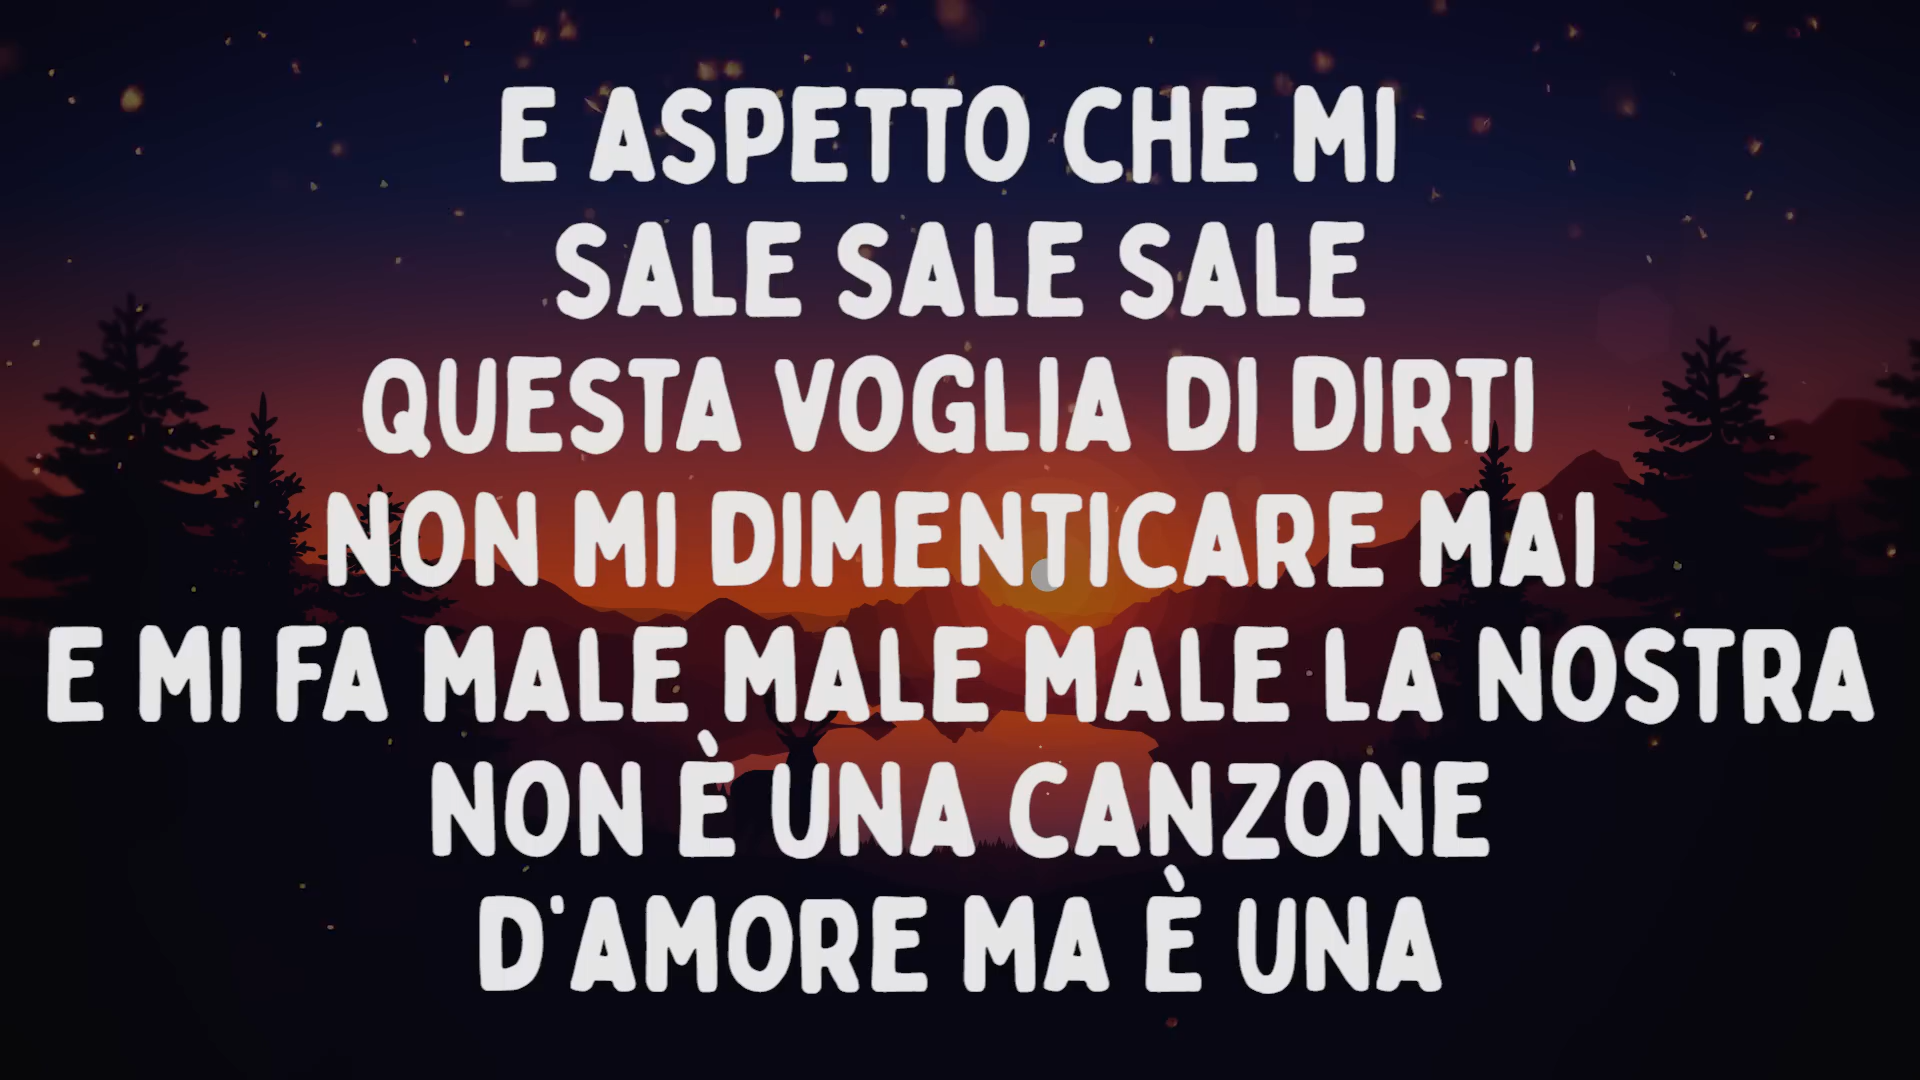 E ASPETTO CHE MI
SALE SALE SALE
QUESTA VOGLIA DI DIRTI
NON MI DIMENTICARE MAI
E MI FA MALE MALE MALE LA NOSTRA
NON È UNA CANZONE
D'AMORE MA È UNA